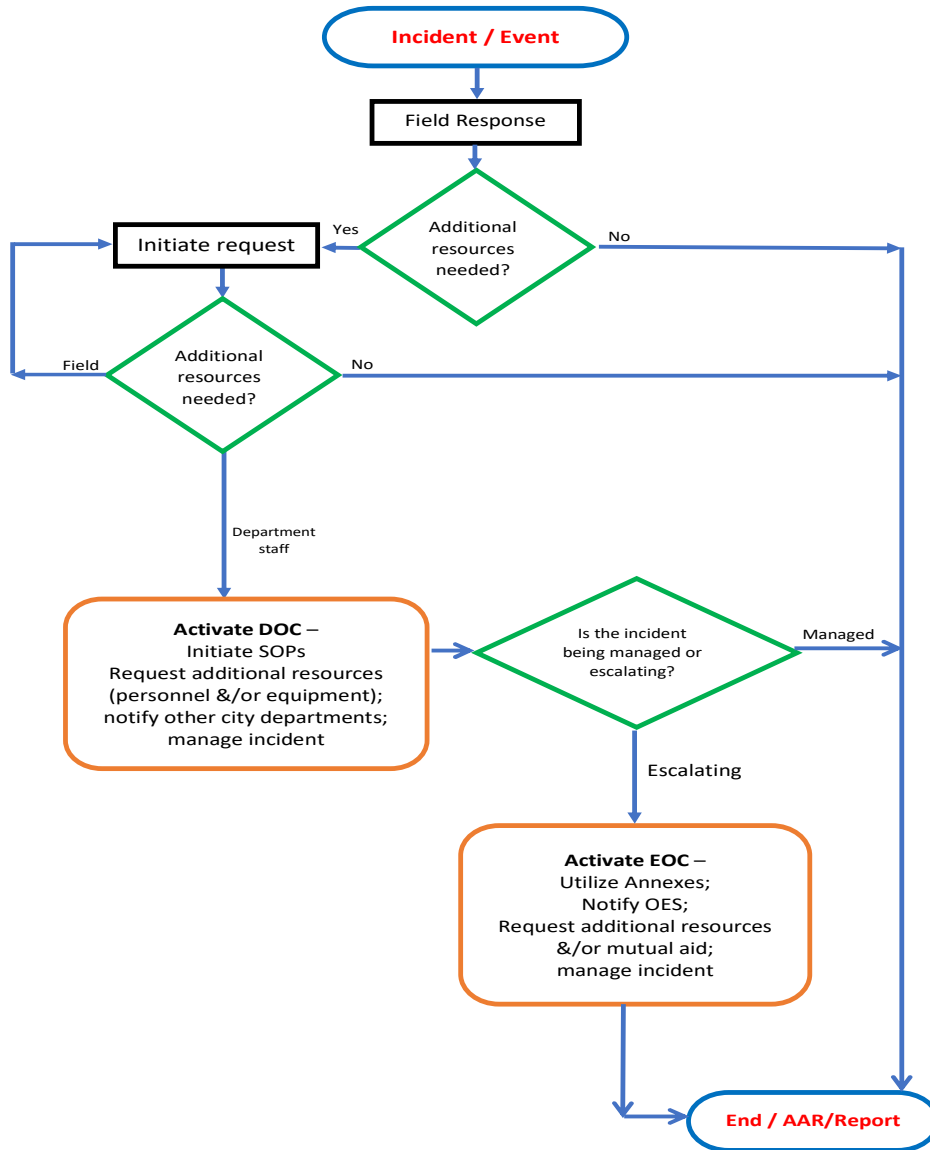 Incident / Event
Field Response
Additional
resources
needed?
Yes
No
Initiate request
Additional
resources
needed?
Field
No
Department
staff
Activate DOC –
Initiate SOPs
Request additional resources
(personnel &/or equipment);
notify other city departments;
manage incident
Is the incident
being managed or
escalating?
Managed
Escalating
Activate EOC –
Utilize Annexes;
Notify OES;
Request additional resources
&/or mutual aid;
manage incident
End / AAR/Report